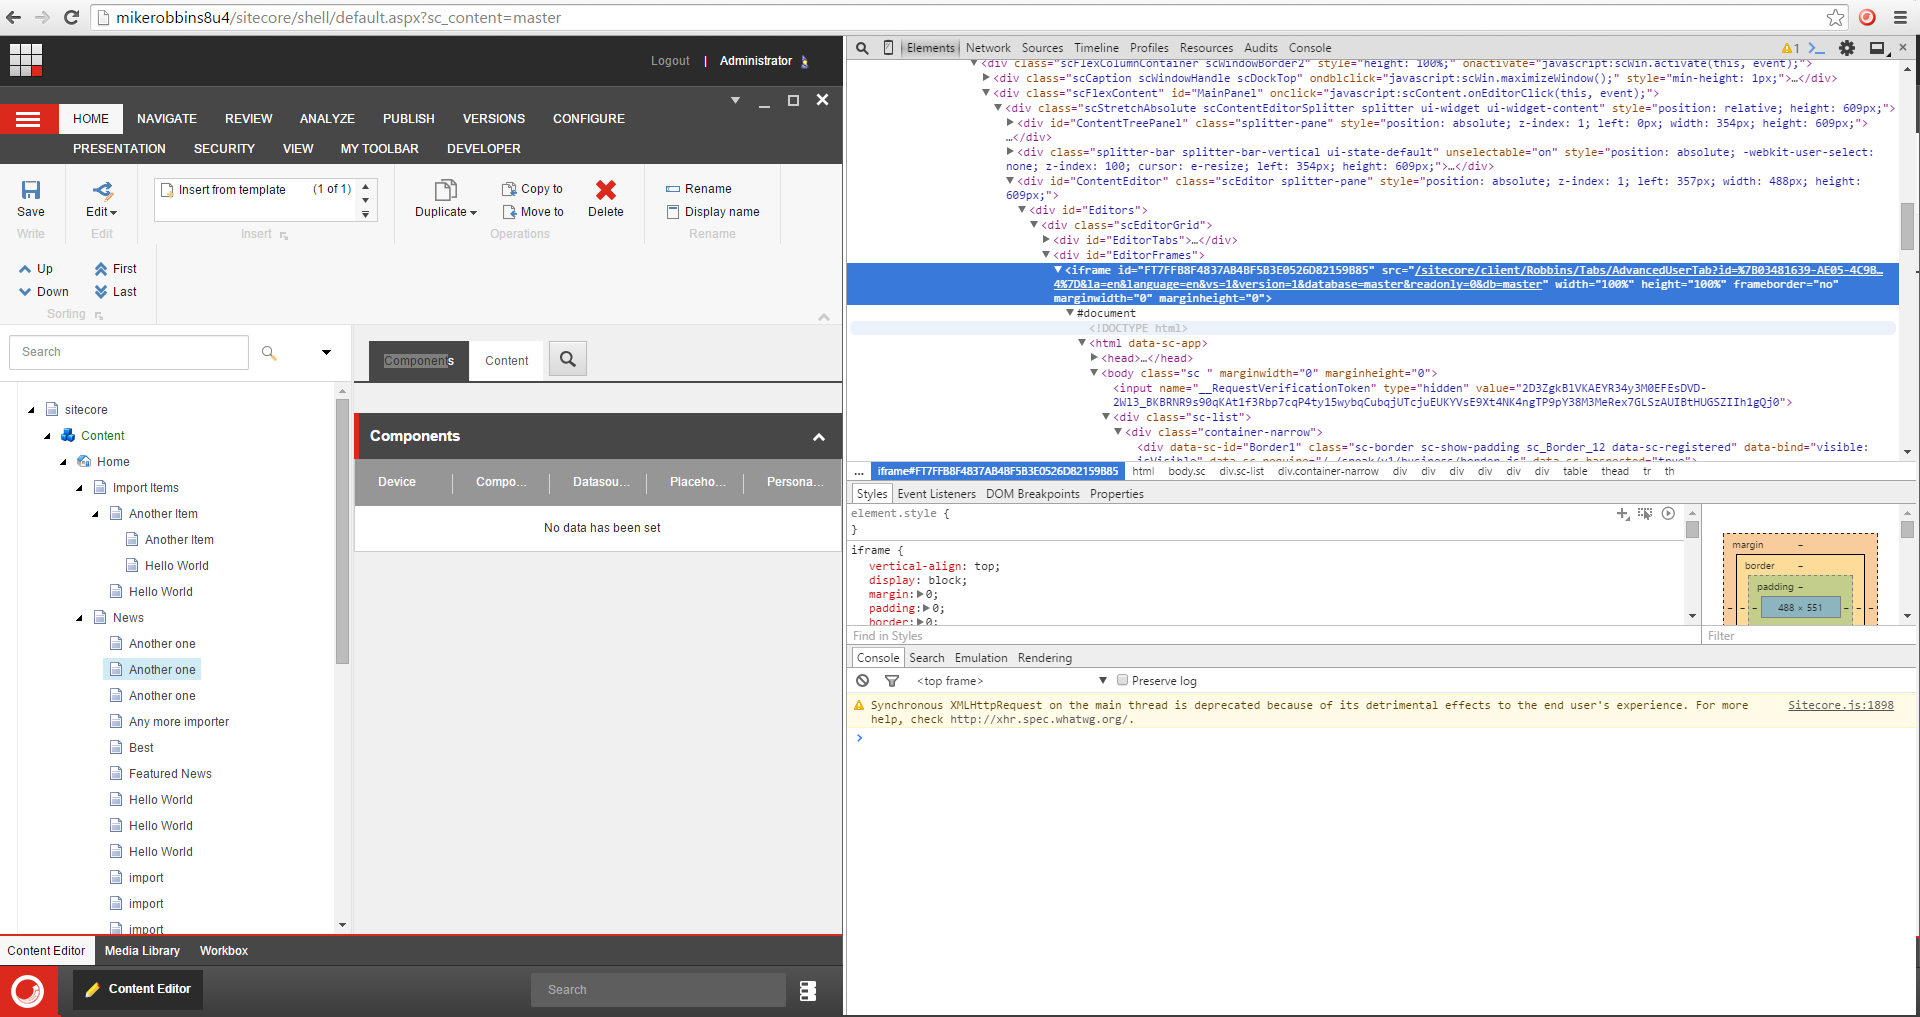 mikerobbins8u4/sitecore/shell/default.aspx?sc_content=master
Logout | Administrator
HOME NAVIGATE REVIEW ANALYZE PUBLISH VERSIONS CONFIGURE
PRESENTATION SECURITY VIEW MY TOOLBAR DEVELOPER
Save
Write
Edit
Edit
Insert from template (1 of 1)
Insert
Duplicate
Copy to
Move to
Delete
Operations
Rename
Display name
Rename
Up First
Down Last
Sorting
Search
sitecore
Content
Home
Import Items
Another Item
Another Item
Hello World
Hello World
News
Another one
Another one
Another one
Any more importer
Best
Featured News
Hello World
Hello World
Hello World
import
import
import
Components Content
Components
Device Compo... Datasou... Placeho... Persona...
No data has been set
Content Editor Media Library Workbox
Content Editor
Search
Elements Network Sources Timeline Profiles Resources Audits Console 1
<div class="scFlexColumnContainer scWindowBorder2" style="height: 100%;" onactivate="javascript:scWin.activate(this, event);">
<div class="scCaption scWindowHandle scDockTop" ondblclick="javascript:scWin.maximizeWindow();" style="min-height: 1px;">…</div>
<div class="scFlexContent" id="MainPanel" onclick="javascript:scContent.onEditorClick(this, event);">
<div class="scStretchAbsolute scContentEditorSplitter splitter ui-widget ui-widget-content" style="position: relative; height: 609px;">
<div id="ContentTreePanel" class="splitter-pane" style="position: absolute; z-index: 1; left: 0px; width: 354px; height: 609px;">
…</div>
<div class="splitter-bar splitter-bar-vertical ui-state-default" unselectable="on" style="position: absolute; -webkit-user-select:
none; z-index: 100; cursor: e-resize; left: 354px; height: 609px;">…</div>
<div id="ContentEditor" class="scEditor splitter-pane" style="position: absolute; z-index: 1; left: 357px; width: 488px; height:
609px;">
<div id="Editors">
<div class="scEditorGrid">
<div id="EditorTabs">…</div>
<div id="EditorFrames">
<iframe id="FT7FFB8F4837AB4BF5B3E0526D82159B85" src="/sitecore/client/Robbins/Tabs/AdvancedUserTab?id=%7B03481639-AE05-4C9B…
4%7D&la=en&language=en&vs=1&version=1&database=master&readonly=0&db=master" width="100%" height="100%" frameborder="no"
marginwidth="0" marginheight="0">
#document
<!DOCTYPE html>
<html data-sc-app>
<head>…</head>
<body class="sc " marginwidth="0" marginheight="0">
<input name="__RequestVerificationToken" type="hidden" value="2D3ZgkBlVKAEYR34y3M0EFEsDVD-
2Wl3_BKBRNR9s90qKAt1f3Rbp7cqP4ty15wybqCubqjUTcjuEUKYVsE9Xt4NK4ngTP9pY38M3MeRex7GLSzAUIBtHUGSZIIh1gQj0">
<div class="sc-list">
<div class="container-narrow">
<div data-sc-id="Border1" class="sc-border sc-show-padding sc_Border_12 data-sc-registered" data-bind="visible:
isVisible" data-sc-require="/-/speak/v1/business/border.js" data-sc-hasnested="true">
... iframe#FT7FFB8F4837AB4BF5B3E0526D82159B85 html body.sc div.sc-list div.container-narrow div div div div div div table thead tr th
Styles Event Listeners DOM Breakpoints Properties
element.style {
}
iframe {
vertical-align: top;
display: block;
margin: 0;
padding: 0;
border: 0;
Find in Styles
margin –
border –
padding –
– – – 488 × 551 – – –
Filter
Console Search Emulation Rendering
<top frame> Preserve log
Synchronous XMLHttpRequest on the main thread is deprecated because of its detrimental effects to the end user's experience. For more Sitecore.js:1898
help, check http://xhr.spec.whatwg.org/.